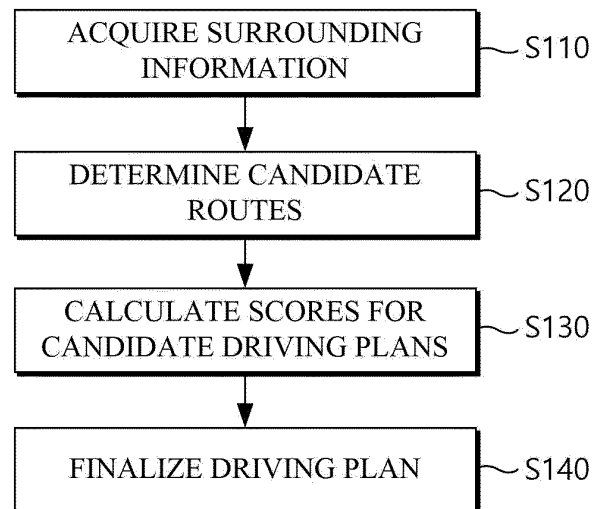 ACQUIRE SURROUNDING
INFORMATION
S110
DETERMINE CANDIDATE
ROUTES
S120
CALCULATE SCORES FOR
CANDIDATE DRIVING PLANS
S130
FINALIZE DRIVING PLAN
S140